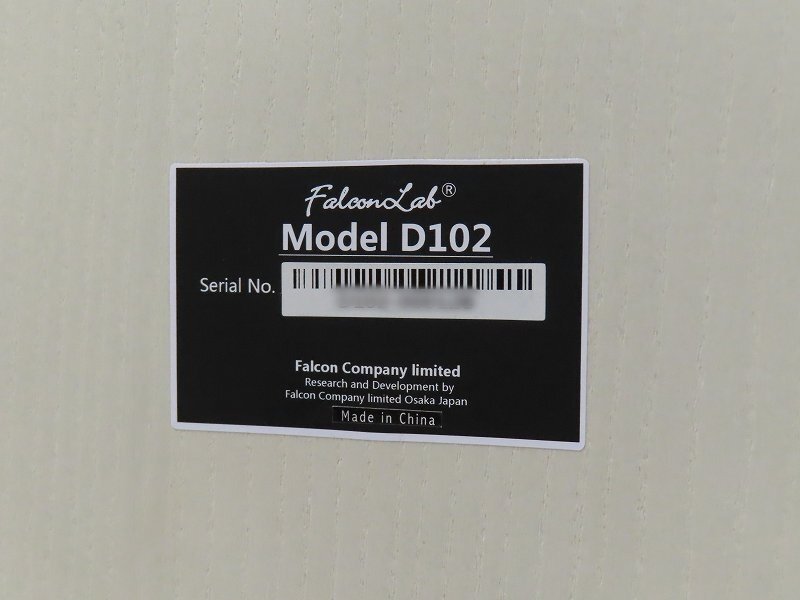 FalconLab®
Model D102
Serial No.
Falcon Company limited
Research and Development by
Falcon Company limited Osaka Japan
Made in China